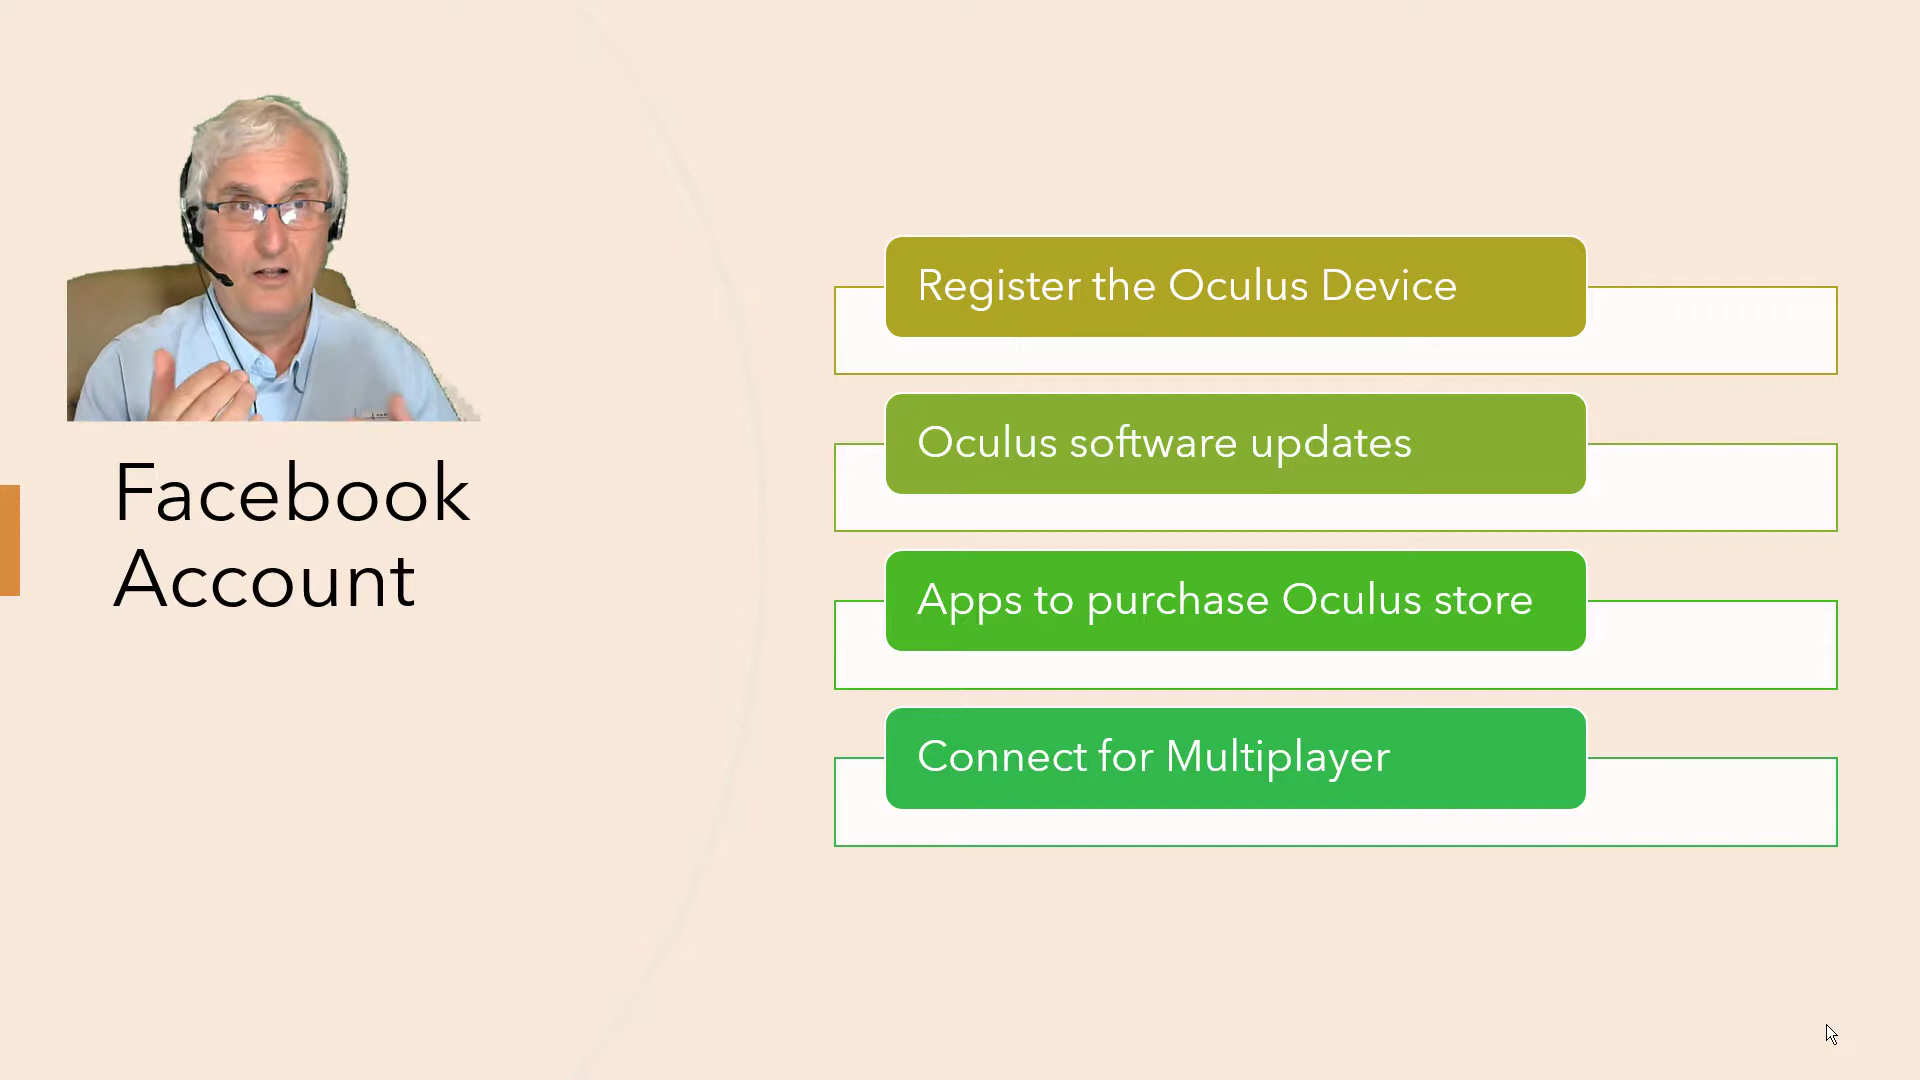 Facebook
Account
Register the Oculus Device
Oculus software updates
Apps to purchase Oculus store
Connect for Multiplayer